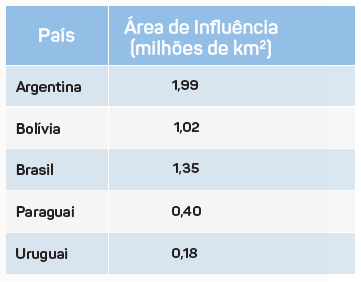 País Área de Influência
(milhões de km²)
Argentina 1,99
Bolívia 1,02
Brasil 1,35
Paraguai 0,40
Uruguai 0,18